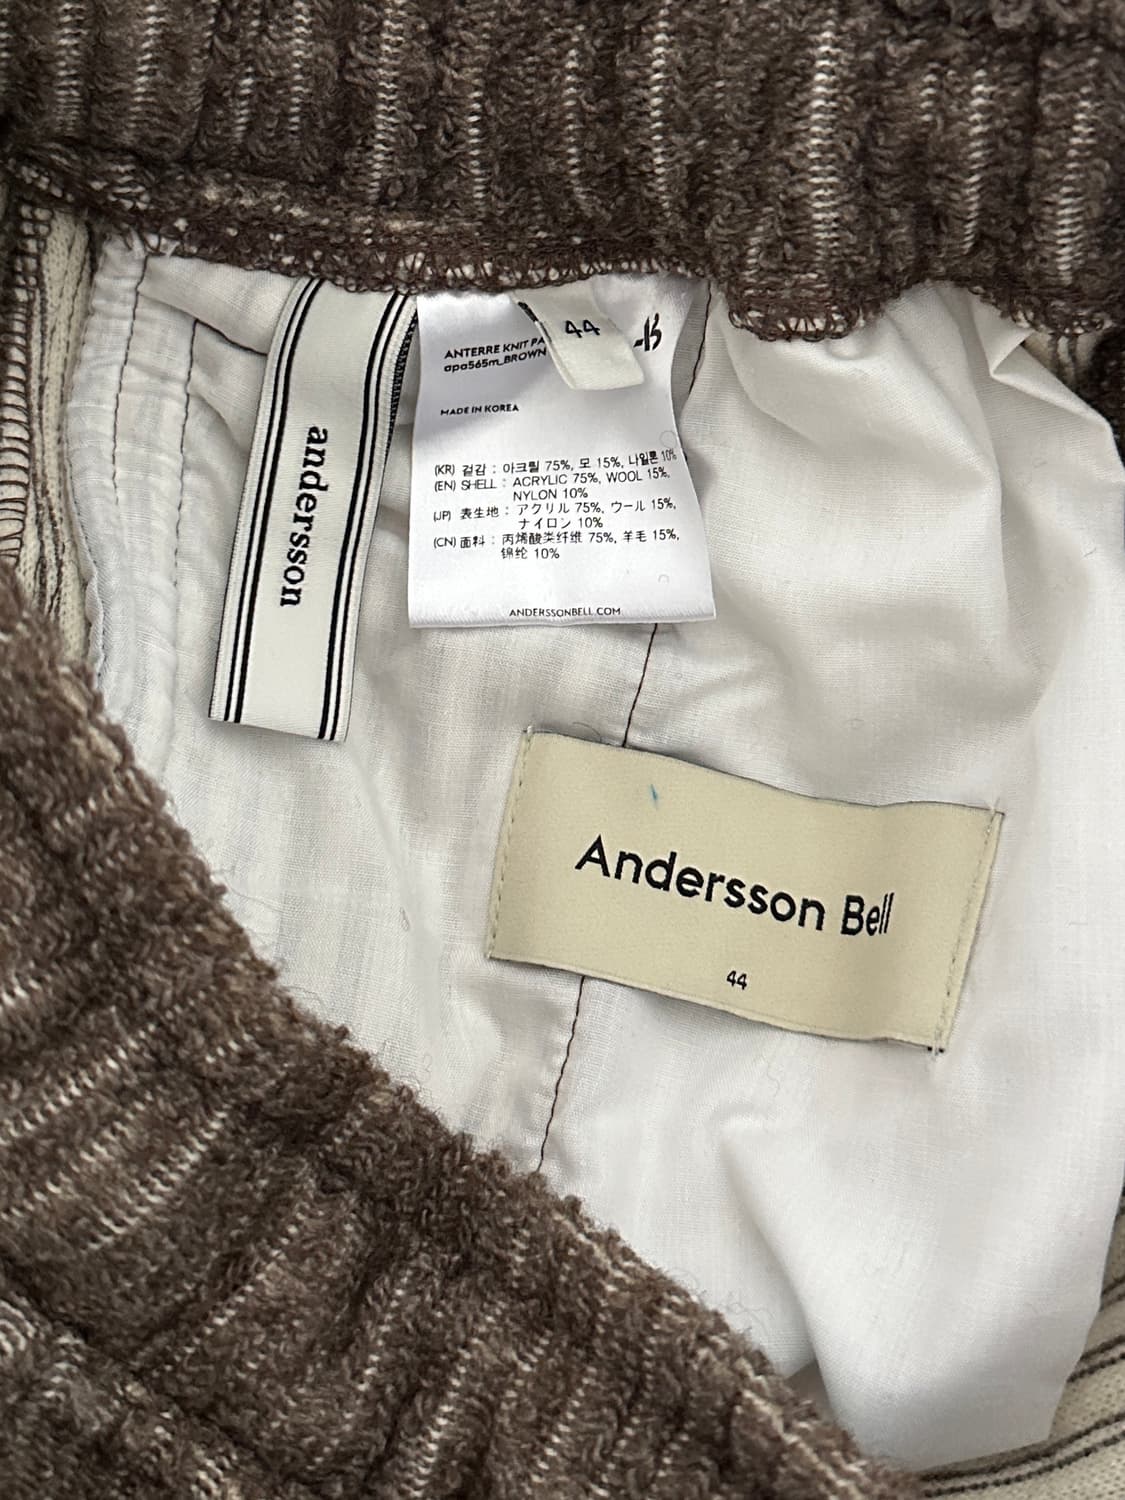 andersson
44
ANTERRE KNIT
apa565m_BROWN
MADE IN KOREA
(KR) 겉감 : 아크릴 75%, 모 15%, 나일론 10%
(EN) SHELL : ACRYLIC 75%, WOOL 15%,
NYLON 10%
(JP) 表生地 : アクリル 75%, ウール 15%,
ナイロン 10%
(CN) 面料 : 丙烯酸类纤维 75%, 羊毛 15%,
锦纶 10%
ANDERSSONBELL.COM
Andersson Bell
44